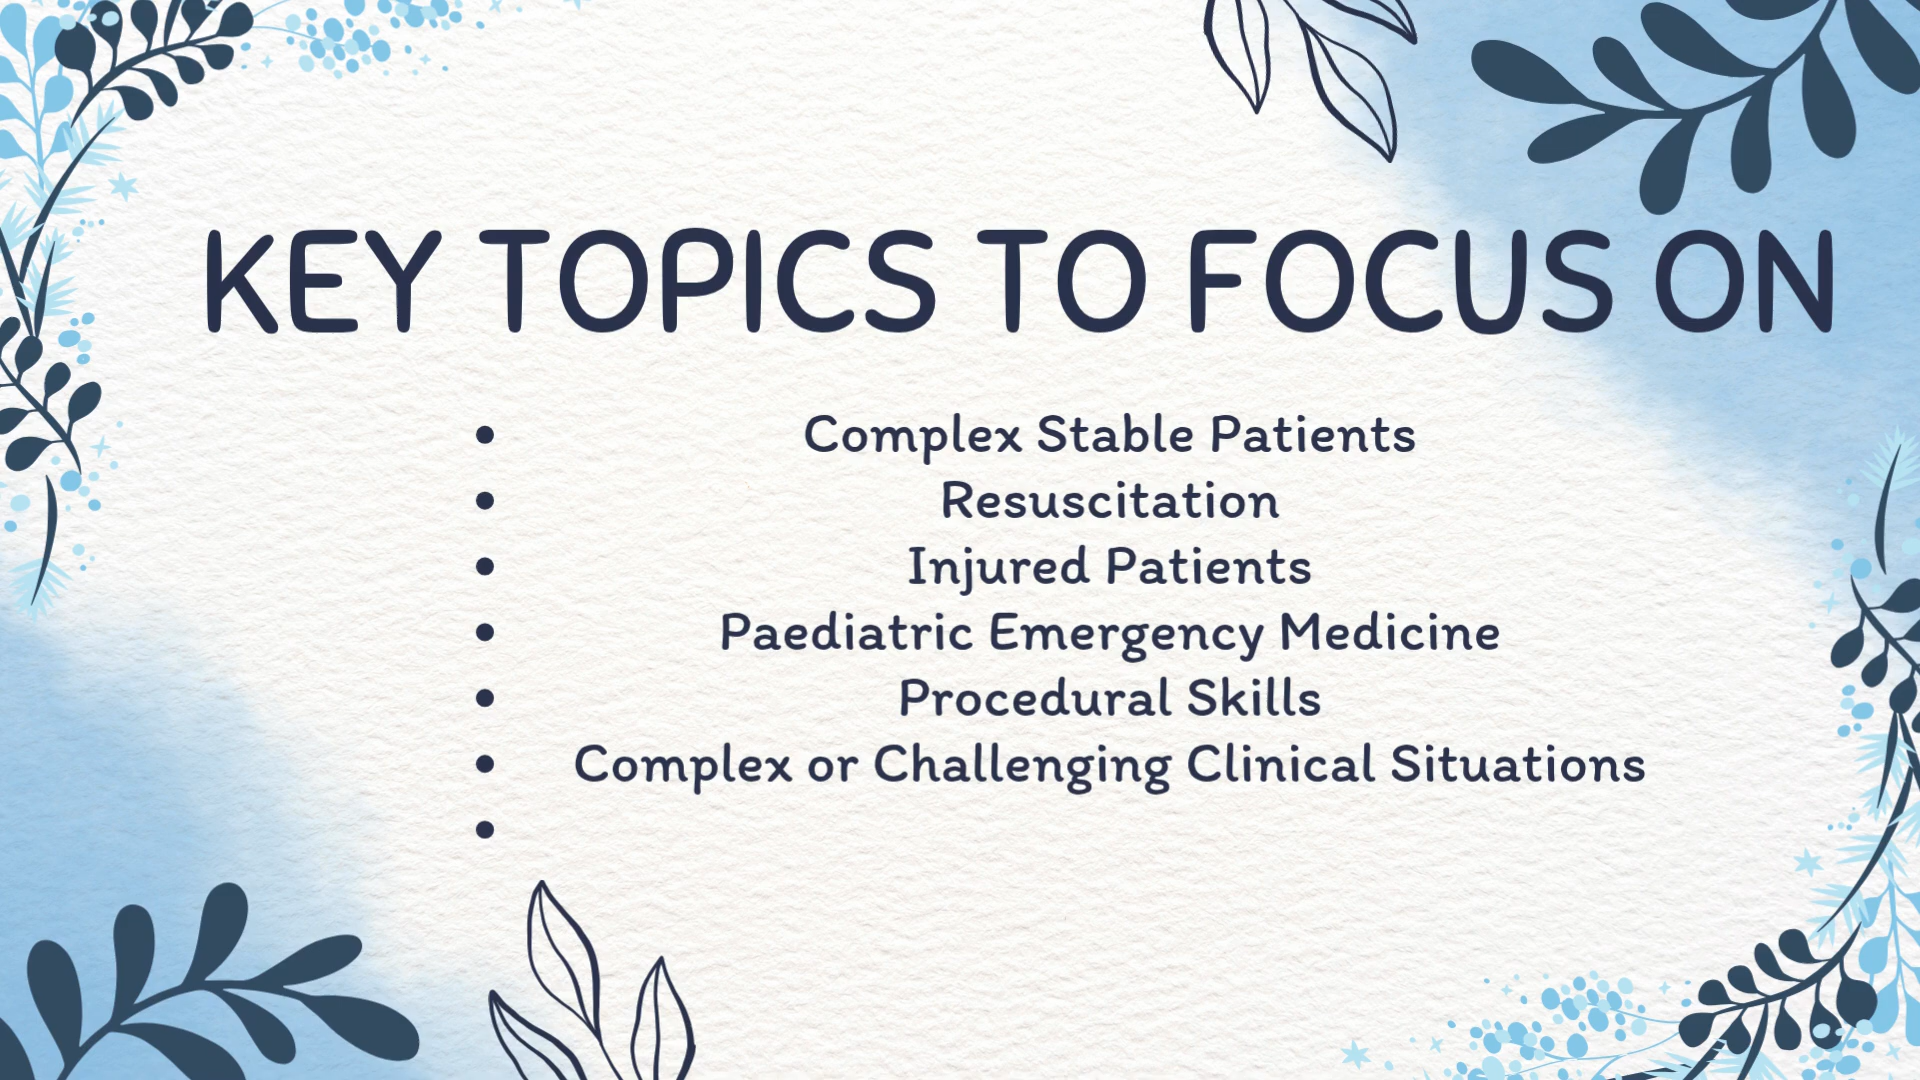 KEY TOPICS TO FOCUS ON
• Complex Stable Patients
• Resuscitation
• Injured Patients
• Paediatric Emergency Medicine
• Procedural Skills
• Complex or Challenging Clinical Situations
•